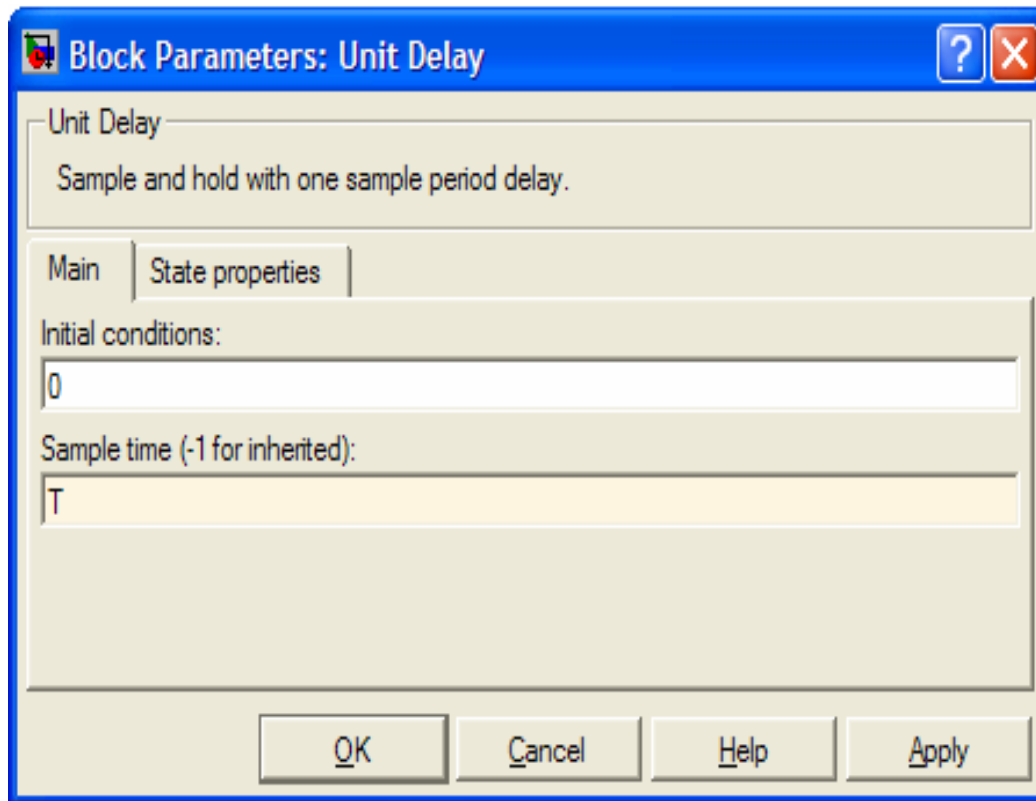 Block Parameters: Unit Delay
Unit Delay
Sample and hold with one sample period delay.
Main
State properties
Initial conditions:
0
Sample time (-1 for inherited):
T
OK
Cancel
Help
Apply